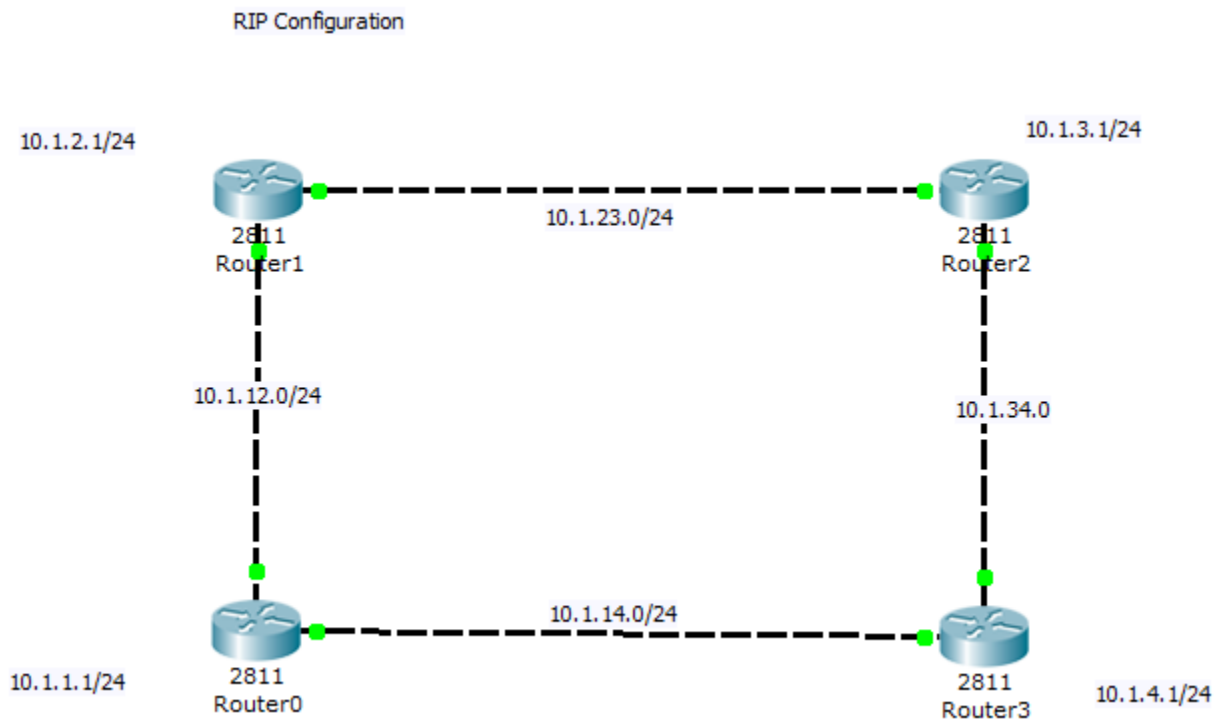 RIP Configuration
10.1.2.1/24
10.1.3.1/24
10.1.23.0/24
2811
Router1
2811
Router2
10.1.12.0/24
10.1.34.0
10.1.14.0/24
2811
Router0
2811
Router3
10.1.1.1/24
10.1.4.1/24